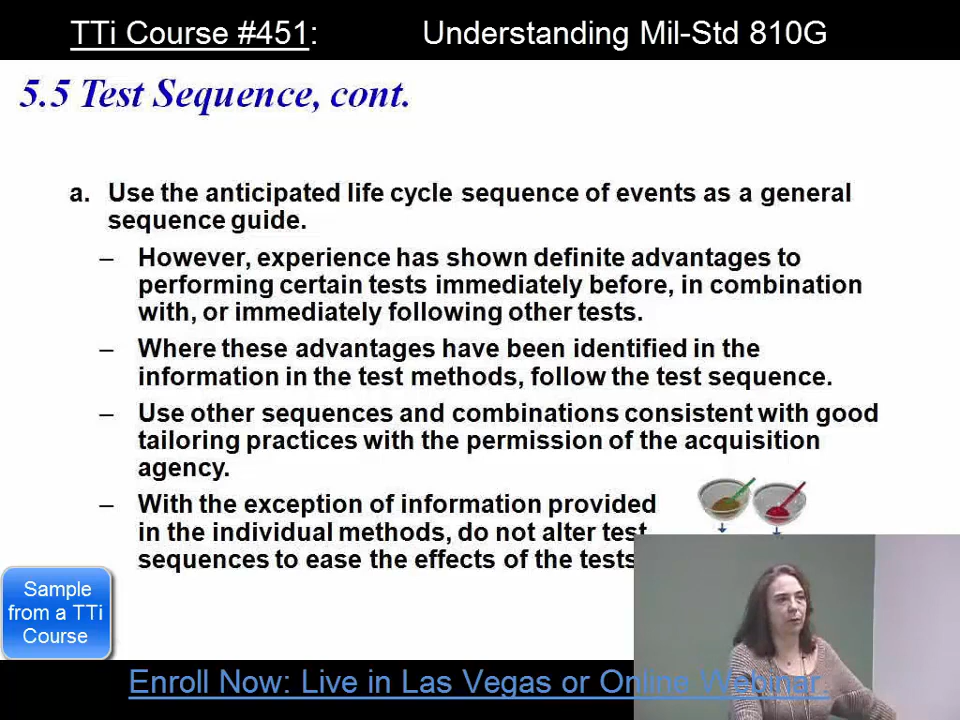 TTi Course #451: Understanding Mil-Std 810G
5.5 Test Sequence, cont.
a. Use the anticipated life cycle sequence of events as a general
sequence guide.
– However, experience has shown definite advantages to
performing certain tests immediately before, in combination
with, or immediately following other tests.
– Where these advantages have been identified in the
information in the test methods, follow the test sequence.
– Use other sequences and combinations consistent with good
tailoring practices with the permission of the acquisition
agency.
– With the exception of information provided
in the individual methods, do not alter test
sequences to ease the effects of the tests
Sample
from a TTi
Course
Enroll Now: Live in Las Vegas or Online Webinar.